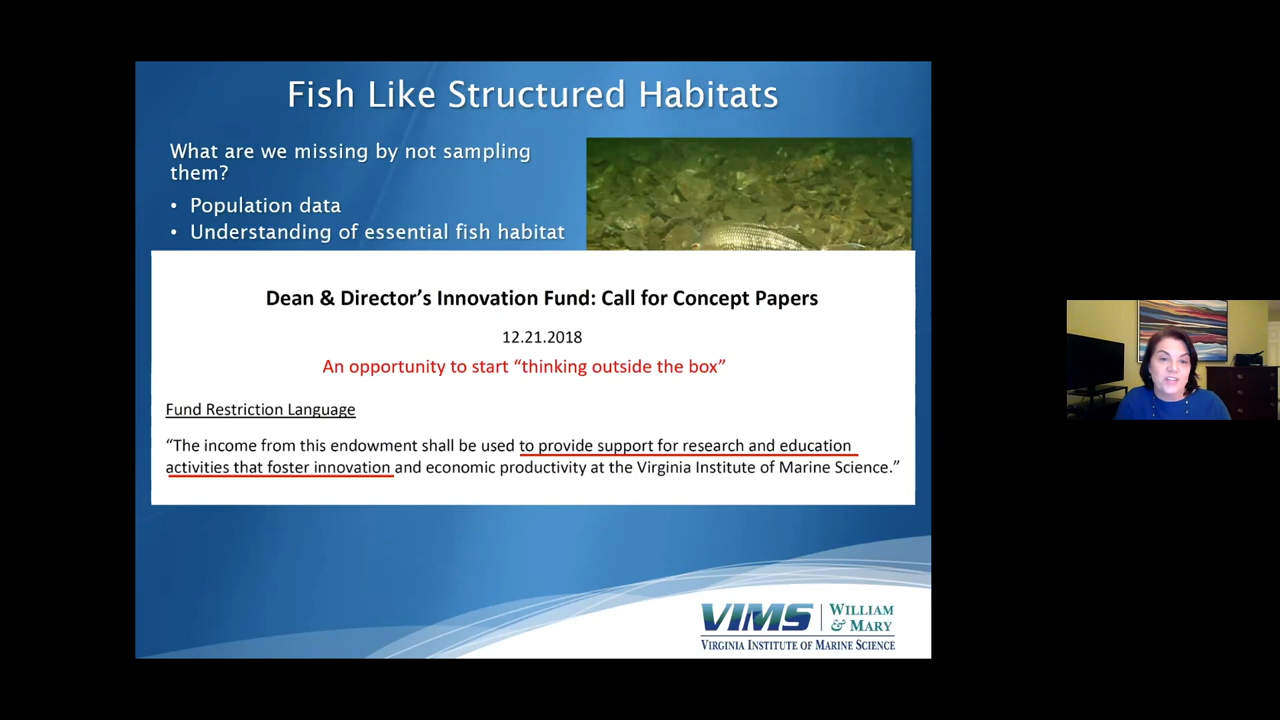 Fish Like Structured Habitats
What are we missing by not sampling
them?
• Population data
• Understanding of essential fish habitat
Dean & Director’s Innovation Fund: Call for Concept Papers
12.21.2018
An opportunity to start “thinking outside the box”
Fund Restriction Language
“The income from this endowment shall be used to provide support for research and education
activities that foster innovation and economic productivity at the Virginia Institute of Marine Science.”
VIMS | WILLIAM
& MARY
VIRGINIA INSTITUTE OF MARINE SCIENCE